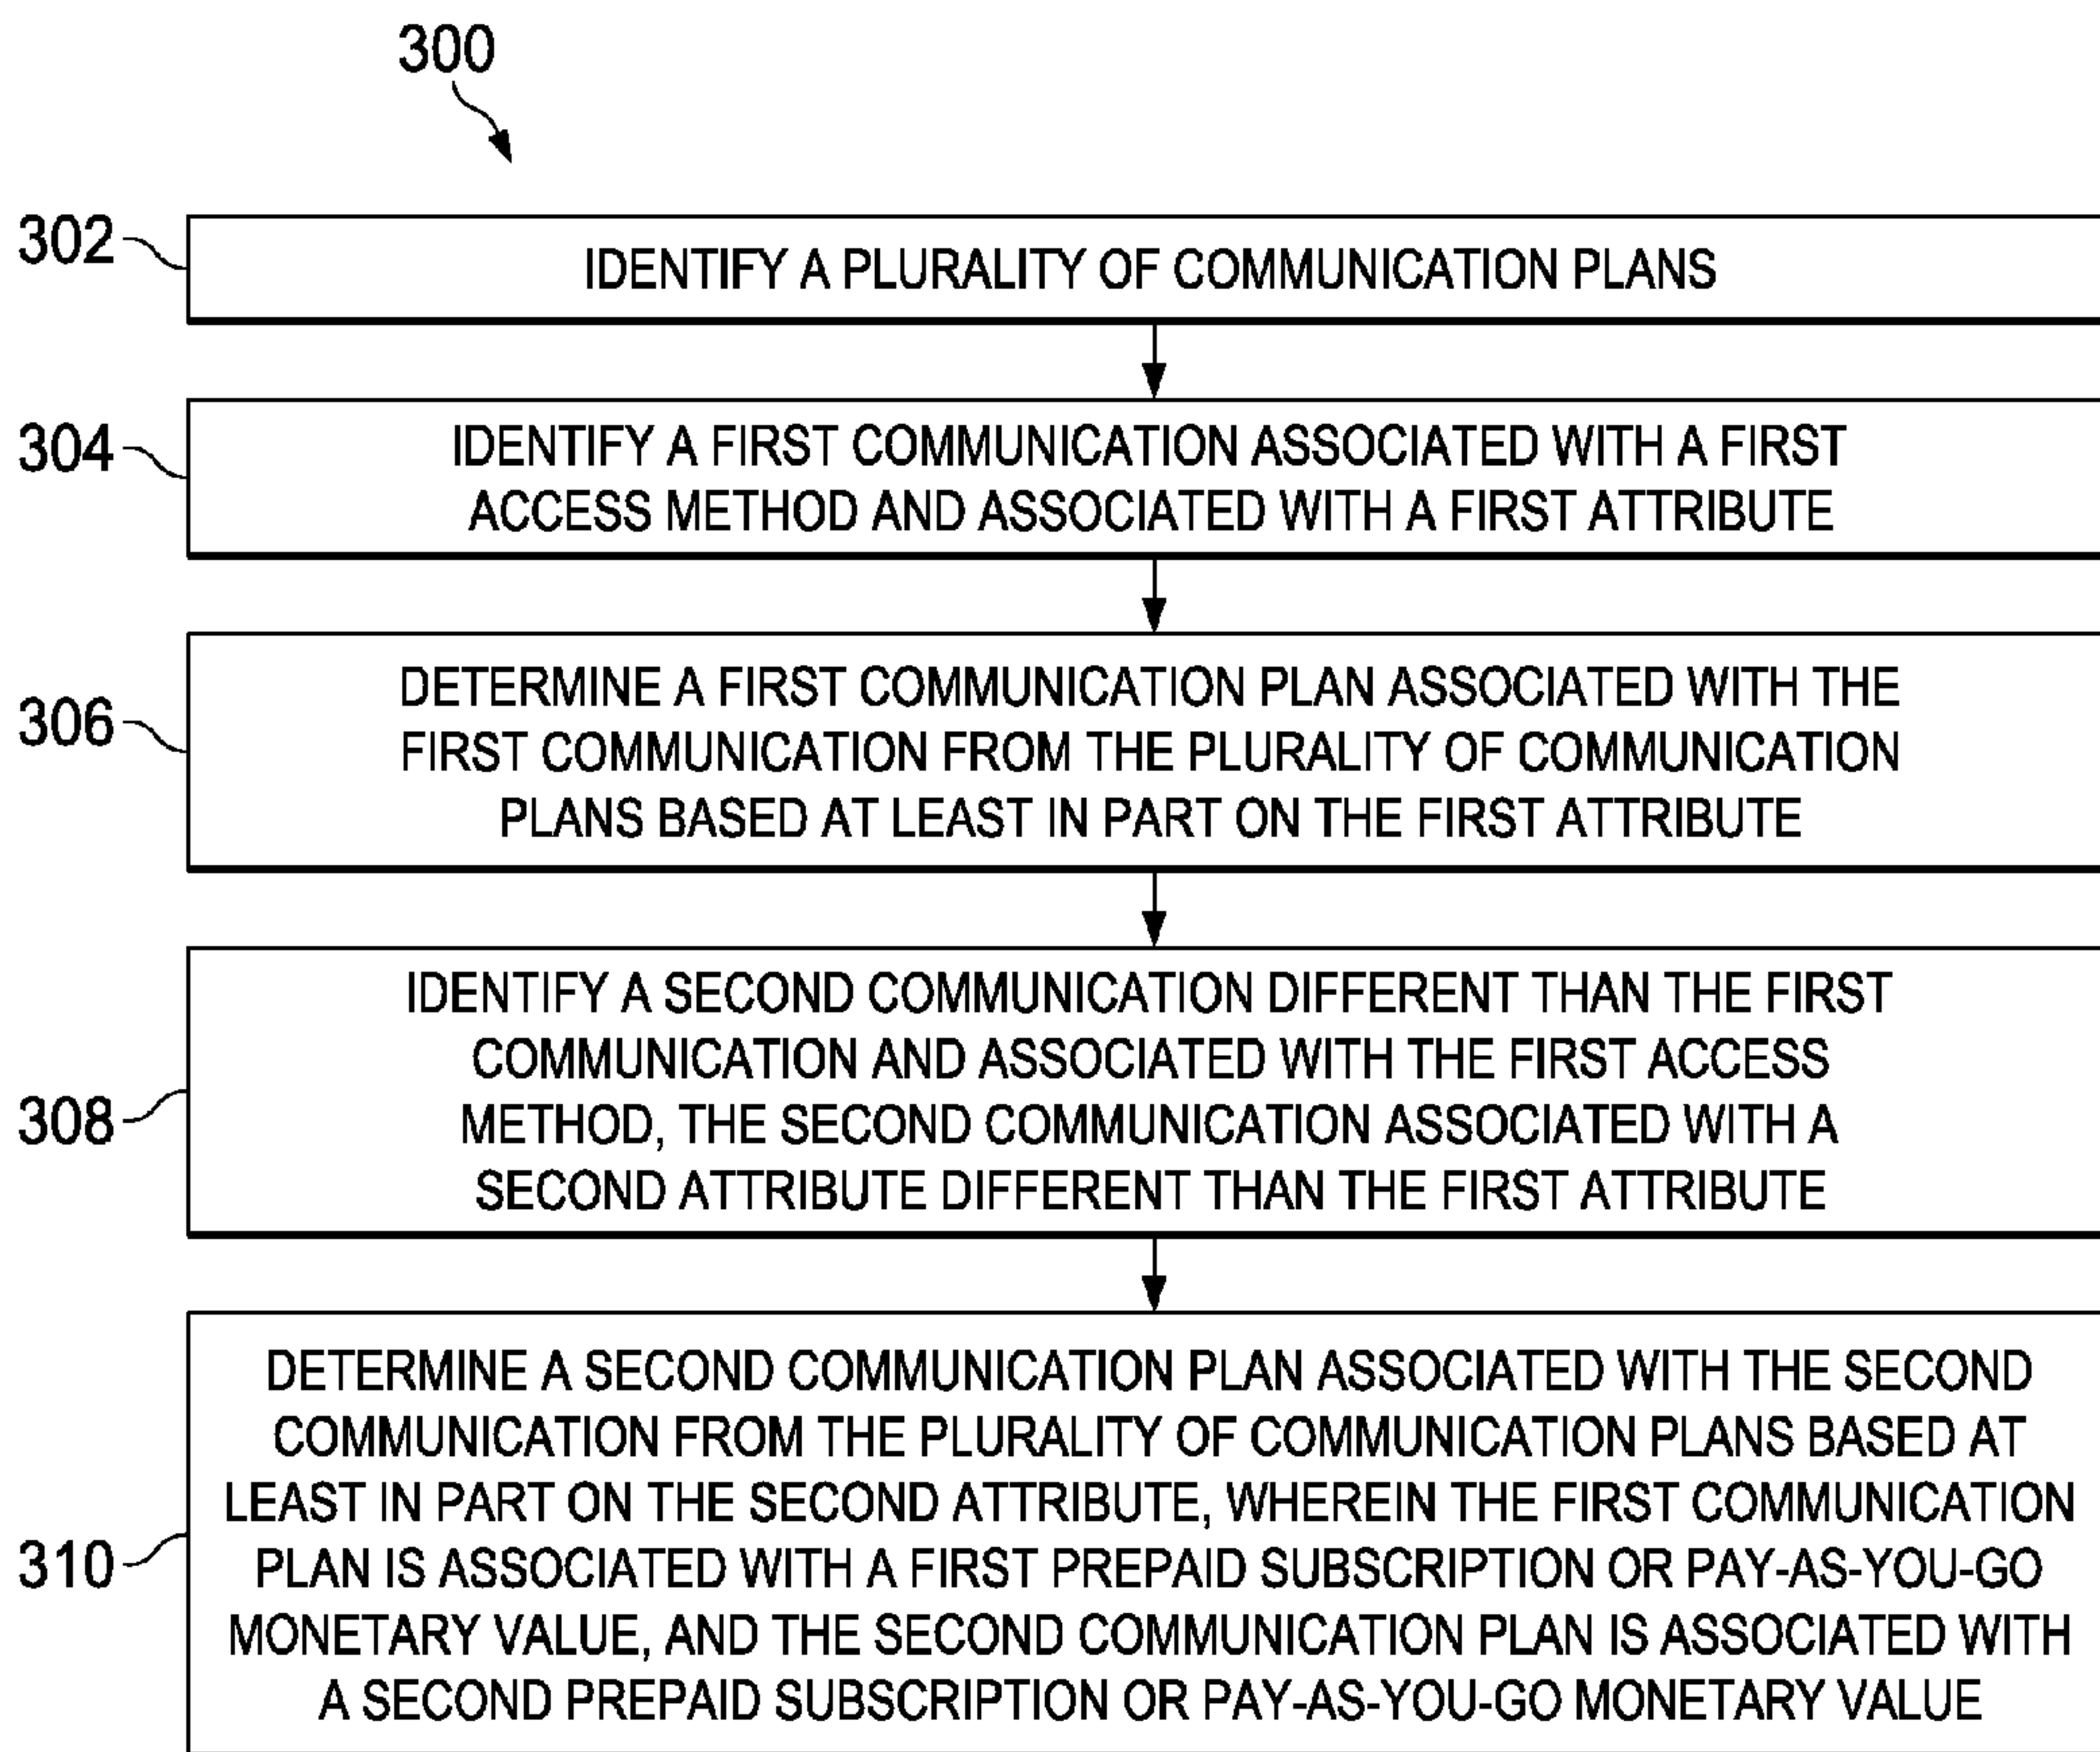 300
302
IDENTIFY A PLURALITY OF COMMUNICATION PLANS
304
IDENTIFY A FIRST COMMUNICATION ASSOCIATED WITH A FIRST
ACCESS METHOD AND ASSOCIATED WITH A FIRST ATTRIBUTE
306
DETERMINE A FIRST COMMUNICATION PLAN ASSOCIATED WITH THE
FIRST COMMUNICATION FROM THE PLURALITY OF COMMUNICATION
PLANS BASED AT LEAST IN PART ON THE FIRST ATTRIBUTE
308
IDENTIFY A SECOND COMMUNICATION DIFFERENT THAN THE FIRST
COMMUNICATION AND ASSOCIATED WITH THE FIRST ACCESS
METHOD, THE SECOND COMMUNICATION ASSOCIATED WITH A
SECOND ATTRIBUTE DIFFERENT THAN THE FIRST ATTRIBUTE
310
DETERMINE A SECOND COMMUNICATION PLAN ASSOCIATED WITH THE SECOND
COMMUNICATION FROM THE PLURALITY OF COMMUNICATION PLANS BASED AT
LEAST IN PART ON THE SECOND ATTRIBUTE, WHEREIN THE FIRST COMMUNICATION
PLAN IS ASSOCIATED WITH A FIRST PREPAID SUBSCRIPTION OR PAY-AS-YOU-GO
MONETARY VALUE, AND THE SECOND COMMUNICATION PLAN IS ASSOCIATED WITH
A SECOND PREPAID SUBSCRIPTION OR PAY-AS-YOU-GO MONETARY VALUE